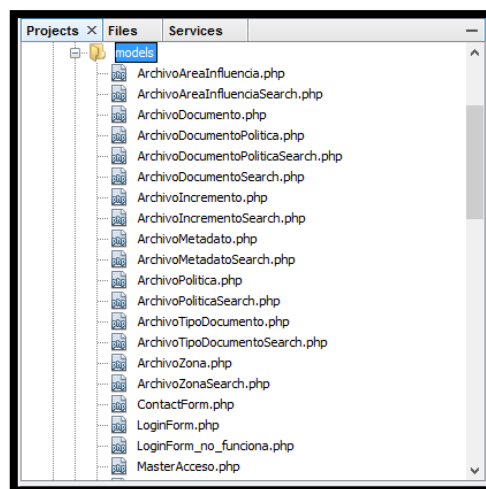 Projects × Files Services
models
ArchivoAreaInfluencia.php
ArchivoAreaInfluenciaSearch.php
ArchivoDocumento.php
ArchivoDocumentoPolitica.php
ArchivoDocumentoPoliticaSearch.php
ArchivoDocumentoSearch.php
ArchivoIncremento.php
ArchivoIncrementoSearch.php
ArchivoMetadato.php
ArchivoMetadatoSearch.php
ArchivoPolitica.php
ArchivoPoliticaSearch.php
ArchivoTipoDocumento.php
ArchivoTipoDocumentoSearch.php
ArchivoZona.php
ArchivoZonaSearch.php
ContactForm.php
LoginForm.php
LoginForm_no_funciona.php
MasterAcceso.php